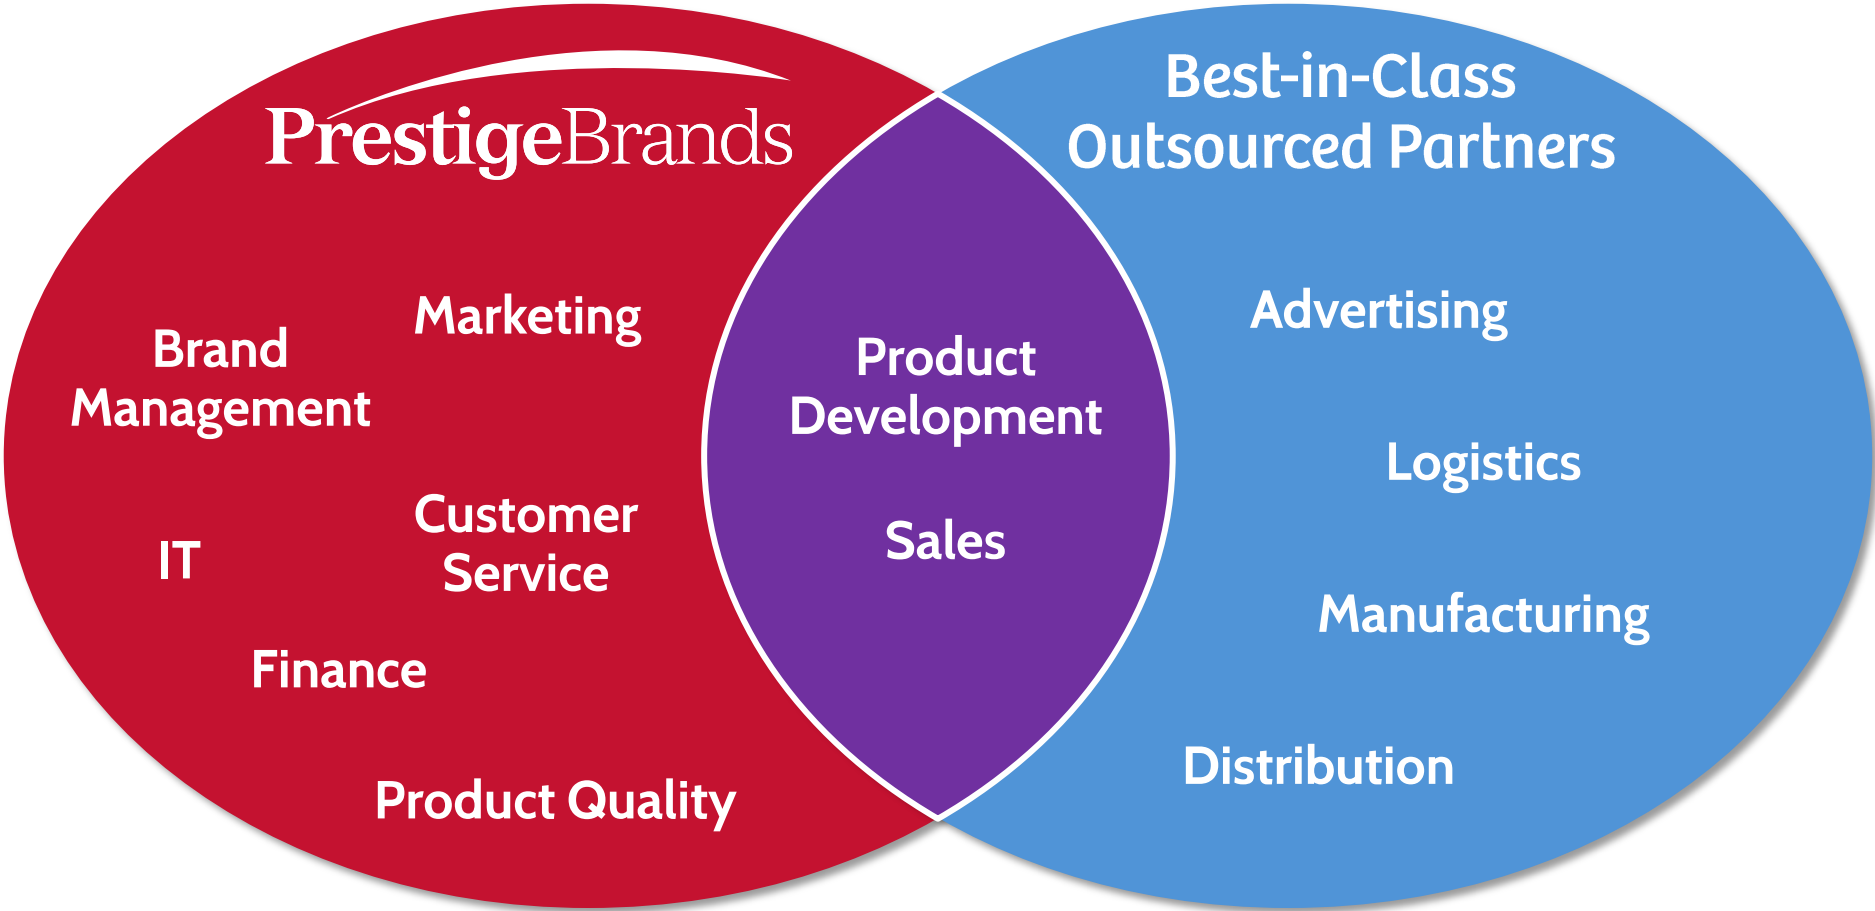 PrestigeBrands
Marketing
Brand
Management
Customer
Service
IT
Finance
Product Quality
Product
Development
Sales
Best-in-Class
Outsourced Partners
Advertising
Logistics
Manufacturing
Distribution